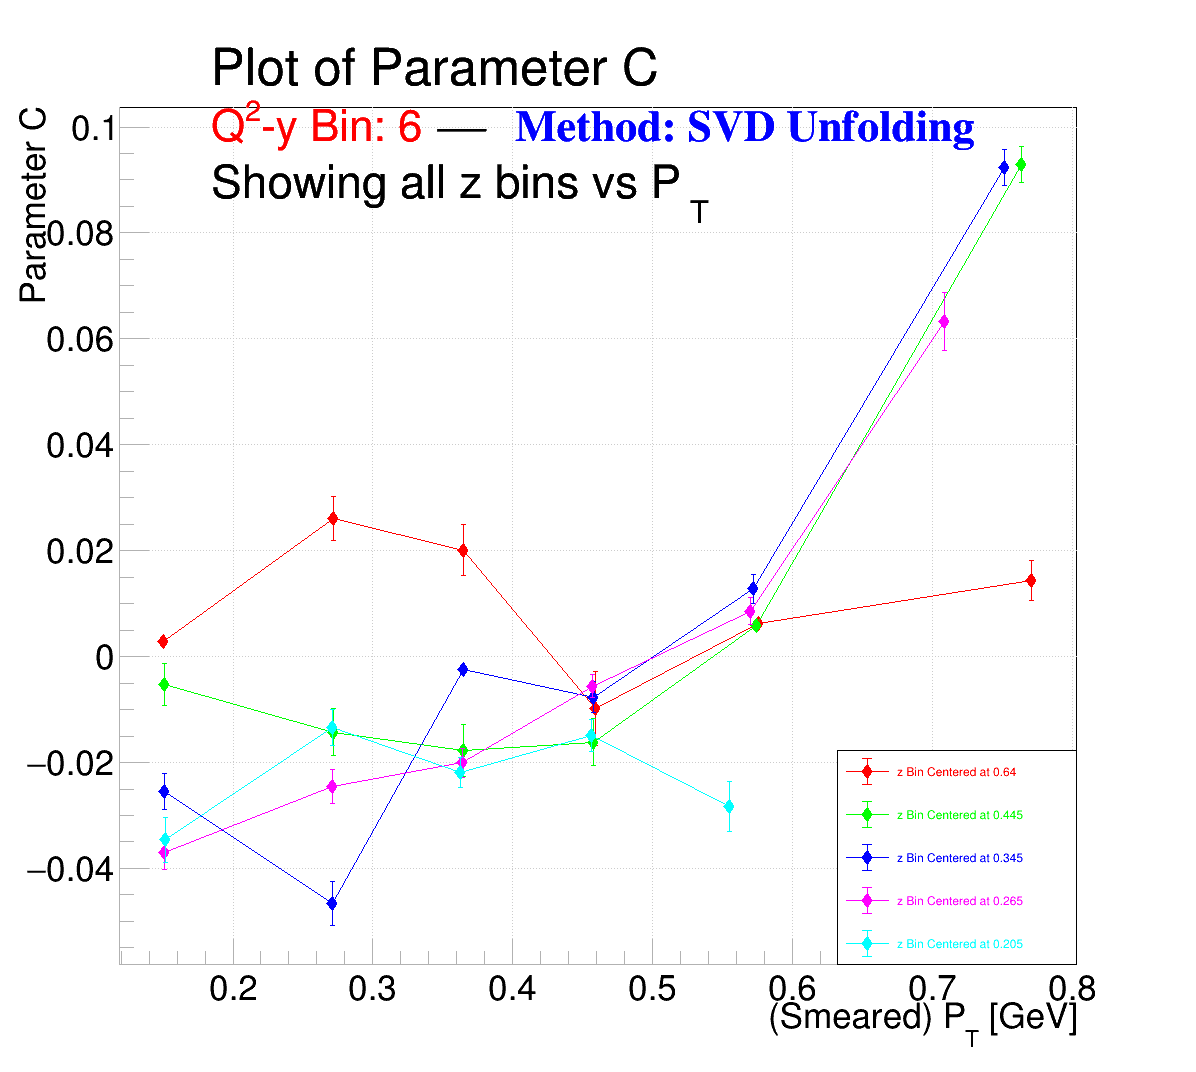 Plot of Parameter C
Q²-y Bin: 6 — Method: SVD Unfolding
Showing all z bins vs P_T
Parameter C
0.1
0.08
0.06
0.04
0.02
0
−0.02
−0.04
z Bin Centered at 0.64
z Bin Centered at 0.445
z Bin Centered at 0.345
z Bin Centered at 0.265
z Bin Centered at 0.205
0.2 0.3 0.4 0.5 0.6 0.7 0.8
(Smeared) P_T [GeV]